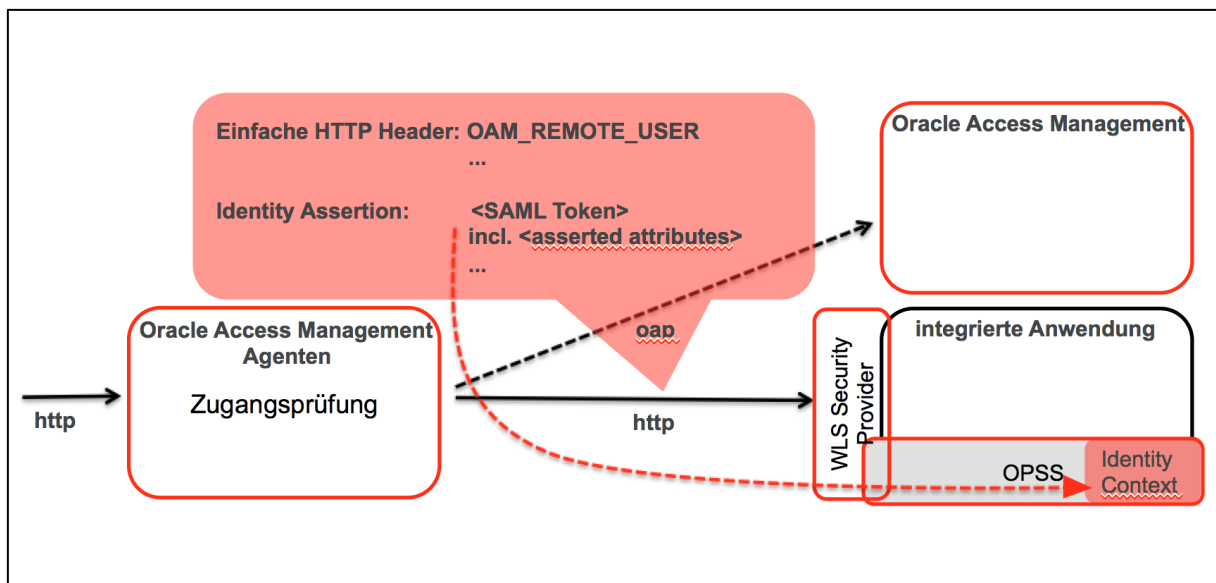 Einfache HTTP Header: OAM_REMOTE_USER
...
Identity Assertion: <SAML Token>
incl. <asserted attributes>
...
Oracle Access Management
Oracle Access Management
Agenten
Zugangsprüfung
http
oap
http
WLS Security
Provider
integrierte Anwendung
OPSS
Identity
Context